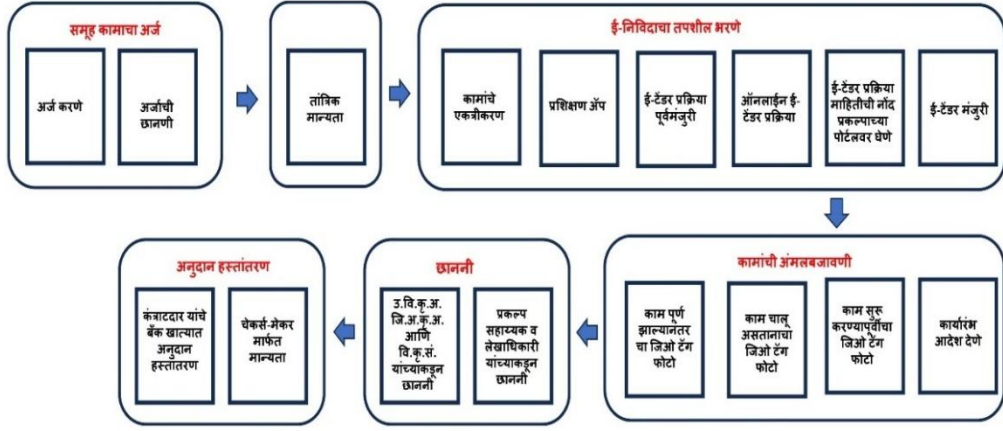 समूह कामाचा अर्ज
अर्ज करणे
अर्जाची
छानणी
तांत्रिक
मान्यता
ई-निविदाचा तपशील भरणे
कामांचे
एकत्रीकरण
प्रशिक्षण ॲप
ई-टेंडर प्रक्रिया
पूर्वमंजुरी
ऑनलाईन ई-
टेंडर प्रक्रिया
ई-टेंडर प्रक्रिया
माहितीची नोंद
प्रकल्पाच्या
पोर्टलवर घेणे
ई-टेंडर मंजुरी
कामांची अंमलबजावणी
कार्यारंभ
आदेश देणे
काम सुरू
करण्यापूर्वीचा
जिओ टॅग
फोटो
काम चालू
असतानाचा
जिओ टॅग
फोटो
काम पूर्ण
झाल्यानंतर
चा जिओ टॅग
फोटो
छाननी
प्रकल्प
सहाय्यक व
लेखाधिकारी
यांच्याकडून
छाननी
उ.वि.कृ.अ.
जि.अ.कृ.अ.
आणि
वि.कृ.सं.
यांच्याकडून
छाननी
अनुदान हस्तांतरण
चेकर्स-मेकर
मार्फत
मान्यता
कंत्राटदार यांचे
बँक खात्यात
अनुदान
हस्तांतरण